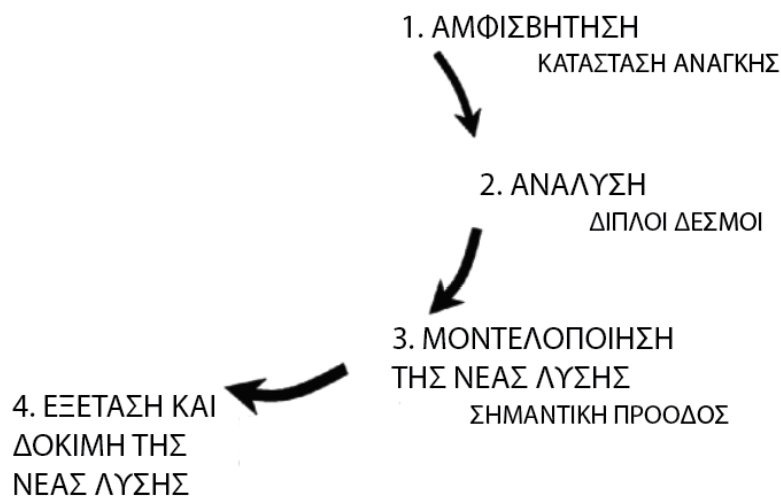 1. ΑΜΦΙΣΒΗΤΗΣΗ
ΚΑΤΑΣΤΑΣΗ ΑΝΑΓΚΗΣ
2. ΑΝΑΛΥΣΗ
ΔΙΠΛΟΙ ΔΕΣΜΟΙ
3. ΜΟΝΤΕΛΟΠΟΙΗΣΗ
ΤΗΣ ΝΕΑΣ ΛΥΣΗΣ
ΣΗΜΑΝΤΙΚΗ ΠΡΟΟΔΟΣ
4. ΕΞΕΤΑΣΗ ΚΑΙ
ΔΟΚΙΜΗ ΤΗΣ
ΝΕΑΣ ΛΥΣΗΣ